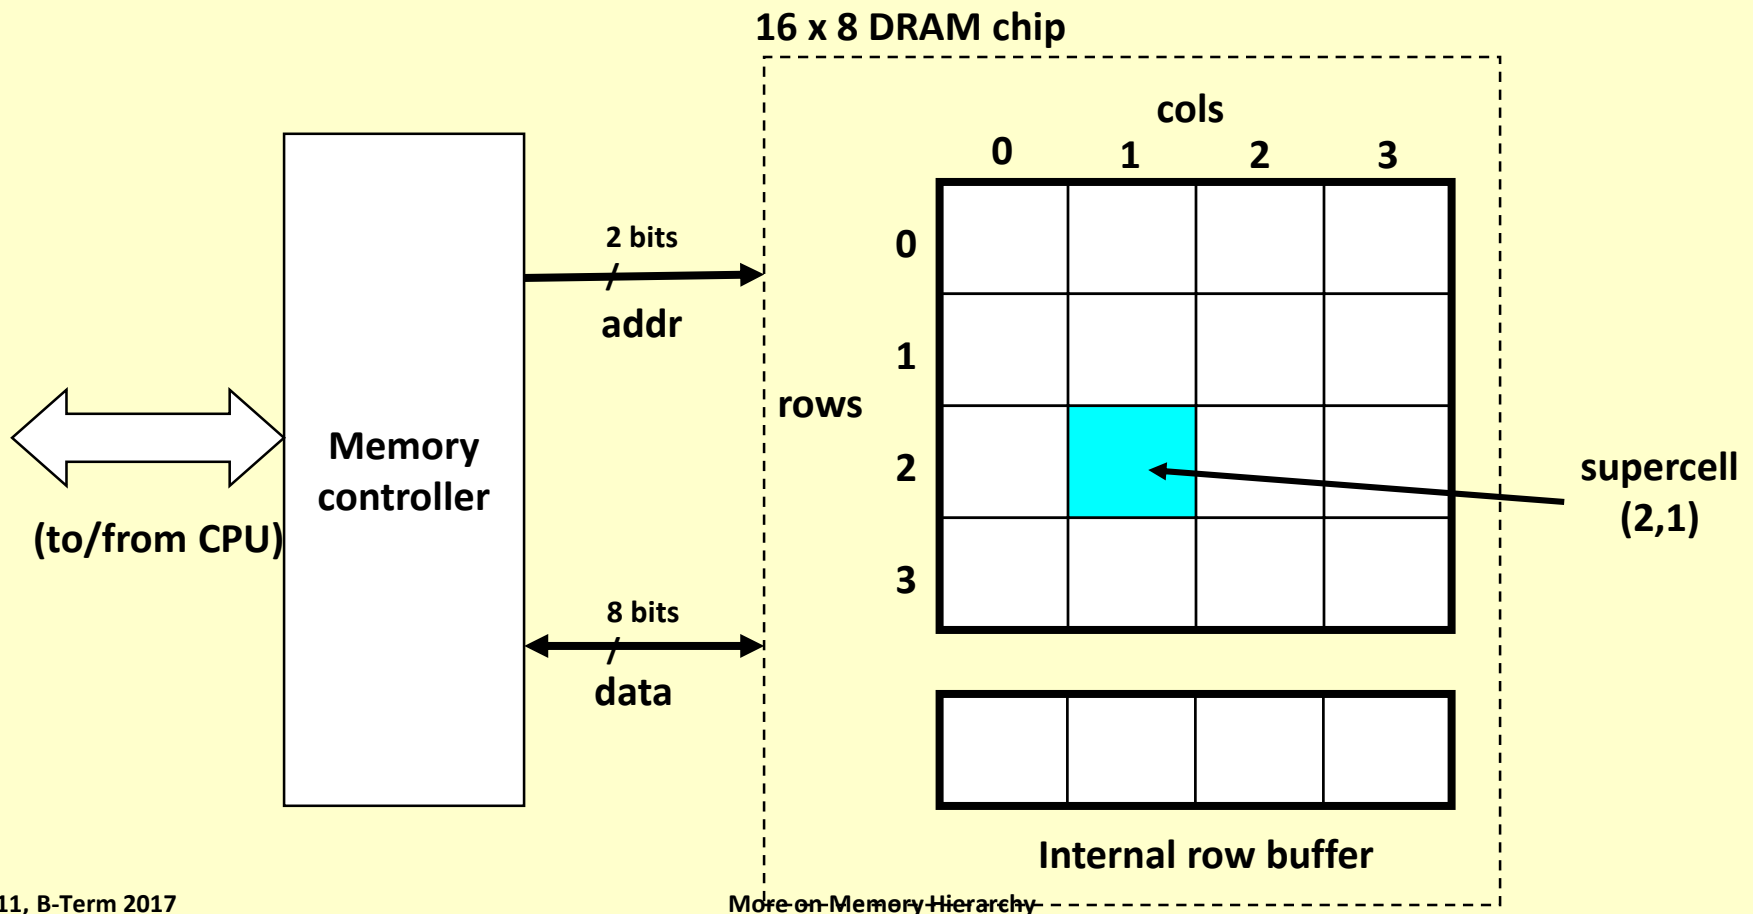 16 x 8 DRAM chip
cols
0 1 2 3
2 bits
addr
0
1
rows
2
3
Memory
controller
(to/from CPU)
supercell
(2,1)
8 bits
data
Internal row buffer
11, B-Term 2017
More on Memory Hierarchy